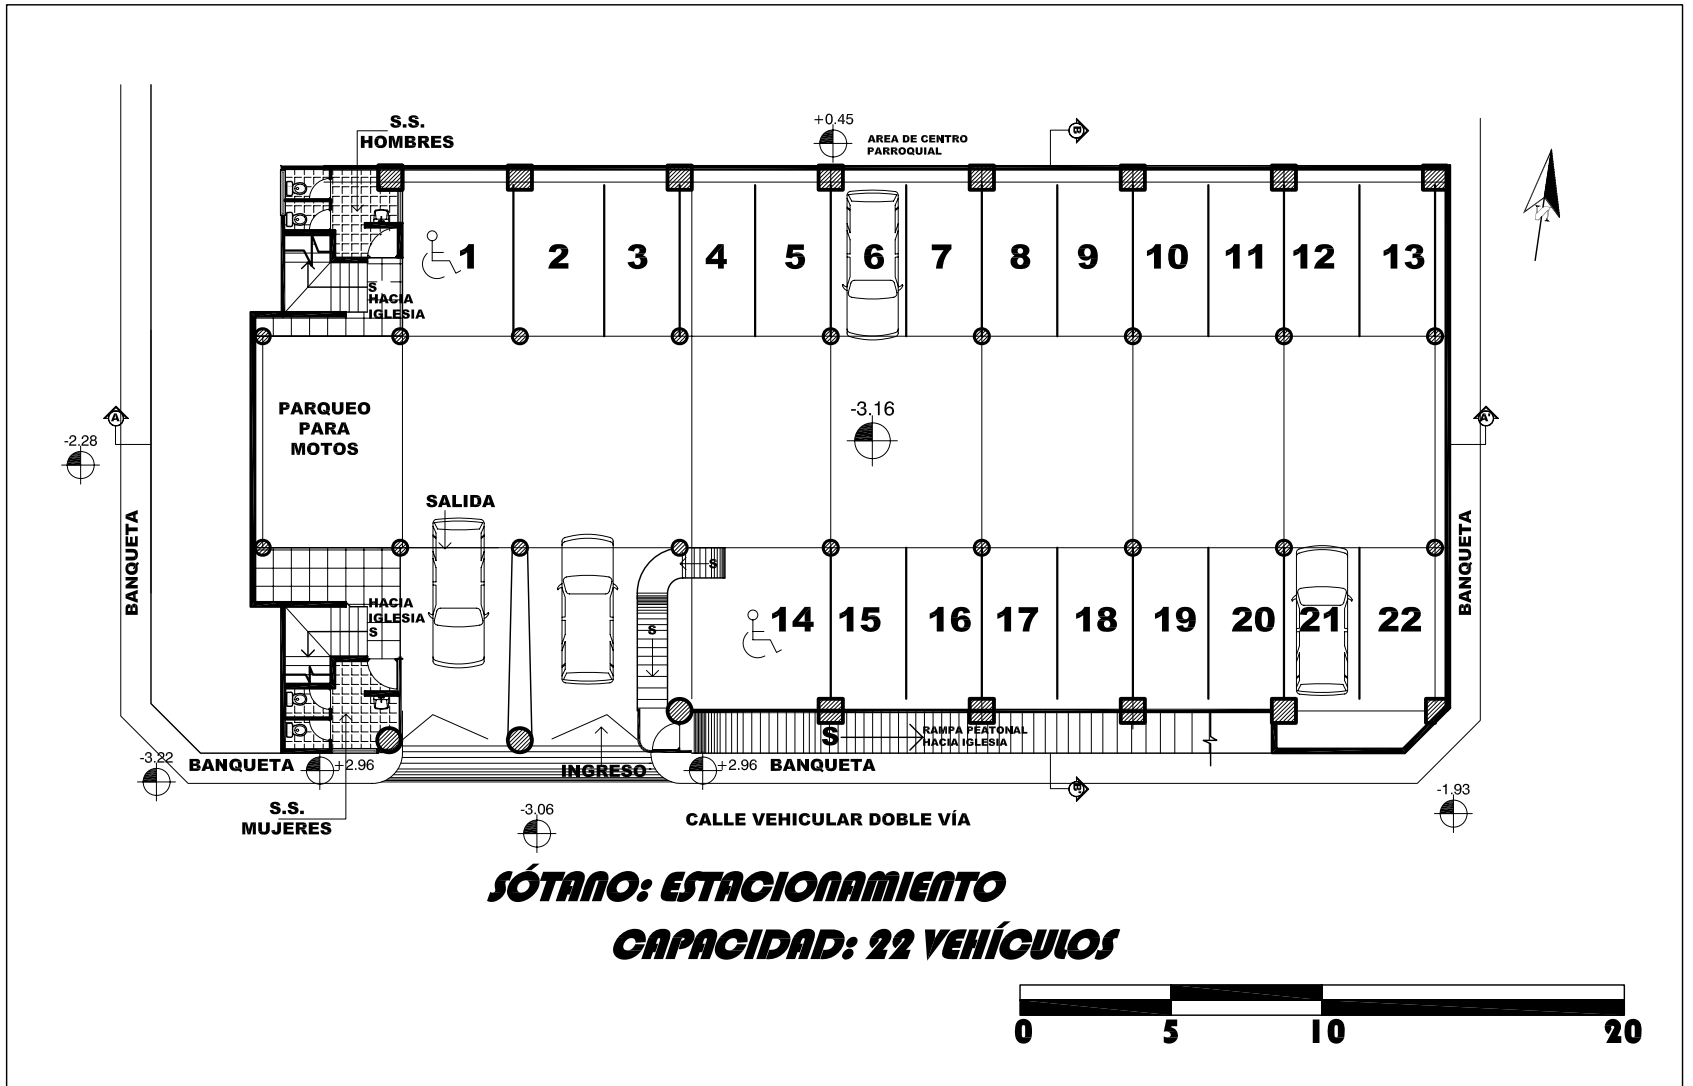 S.S.
HOMBRES
+0.45
AREA DE CENTRO
PARROQUIAL
B
1 2 3 4 5 6 7 8 9 10 11 12 13
S
HACIA
IGLESIA
PARQUEO
PARA
MOTOS
-3.16
A
A'
-2.28
SALIDA
BANQUETA
BANQUETA
S
HACIA
IGLESIA
S
S
14 15 16 17 18 19 20 21 22
S
RAMPA PEATONAL
HACIA IGLESIA
-3.22
BANQUETA
+2.96
INGRESO
+2.96
BANQUETA
B'
-1.93
S.S.
MUJERES
-3.06
CALLE VEHICULAR DOBLE VÍA
SÓTANO: ESTACIONAMIENTO
CAPACIDAD: 22 VEHÍCULOS
0 5 10 20